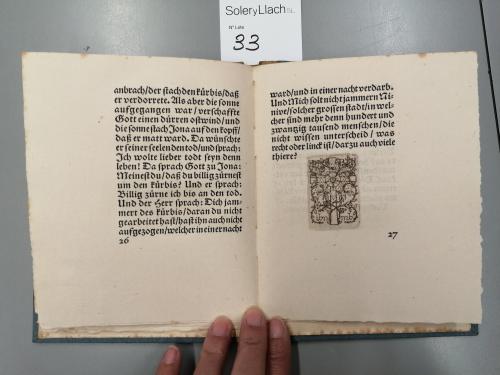 Soler y Llach S.L.
Nº Lote
33
anbrach/der stach den kürbis/daß
er verdorrete. Als aber die sonne
aufgegangen war/verschaffte
Gott einen dürren ostwind/und
die sonne stach Jona auf den kopff/
daß er matt ward. Da wünschte
er seiner seelen den tod/und sprach:
Ich wolte lieber todt seyn denn
leben! Da sprach Gott zu Jona:
Meinest du/daß du billig zürnest
um den kürbis? Und er sprach:
Billig zürne ich bis an den tod.
Und der Herr sprach: Dich jam-
mert des kürbis/daran du nicht
gearbeitet hast/hast ihn auch nicht
aufgezogen/welcher in einer nacht
26
ward/und in einer nacht verdarb.
Und Mich solt nicht jammern Ni-
nive/solcher grossen stadt/in wel-
cher sind mehr denn hundert und
zwanzig tausend menschen/die
nicht wissen unterscheid/was
recht oder linck ist/darzu auch viele
thiere?
27